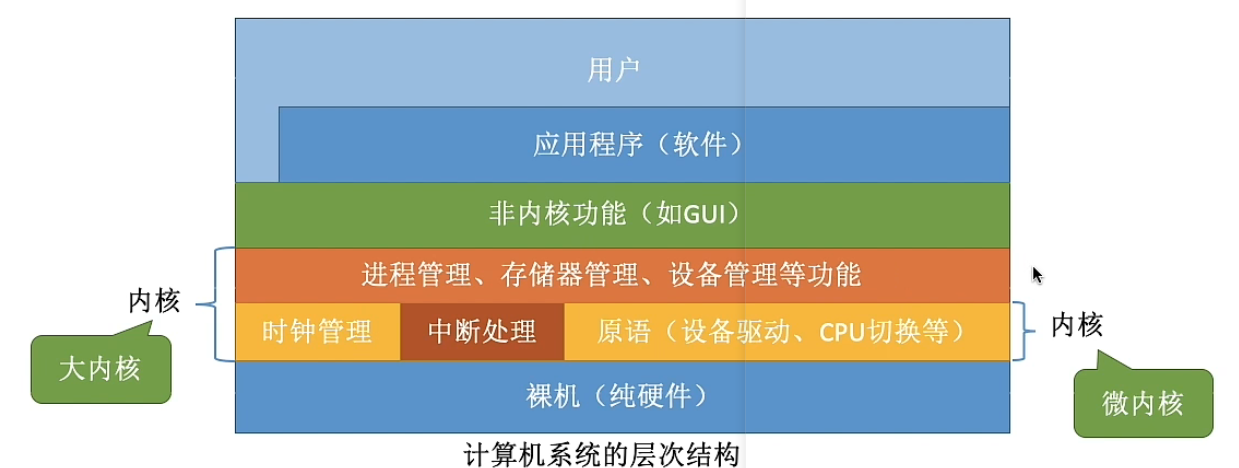 用户
应用程序（软件）
非内核功能（如GUI）
进程管理、存储器管理、设备管理等功能
内核
时钟管理
中断处理
原语（设备驱动、CPU切换等）
内核
大内核
裸机（纯硬件）
微内核
计算机系统的层次结构